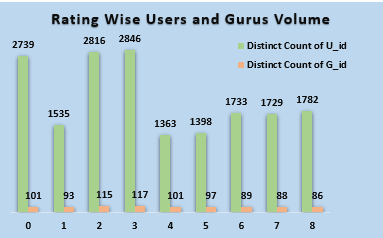 Rating Wise Users and Gurus Volume
Distinct Count of U_id
Distinct Count of G_id
2739 1535 2816 2846 1363 1398 1733 1729 1782
101 93 115 117 101 97 89 88 86
0 1 2 3 4 5 6 7 8